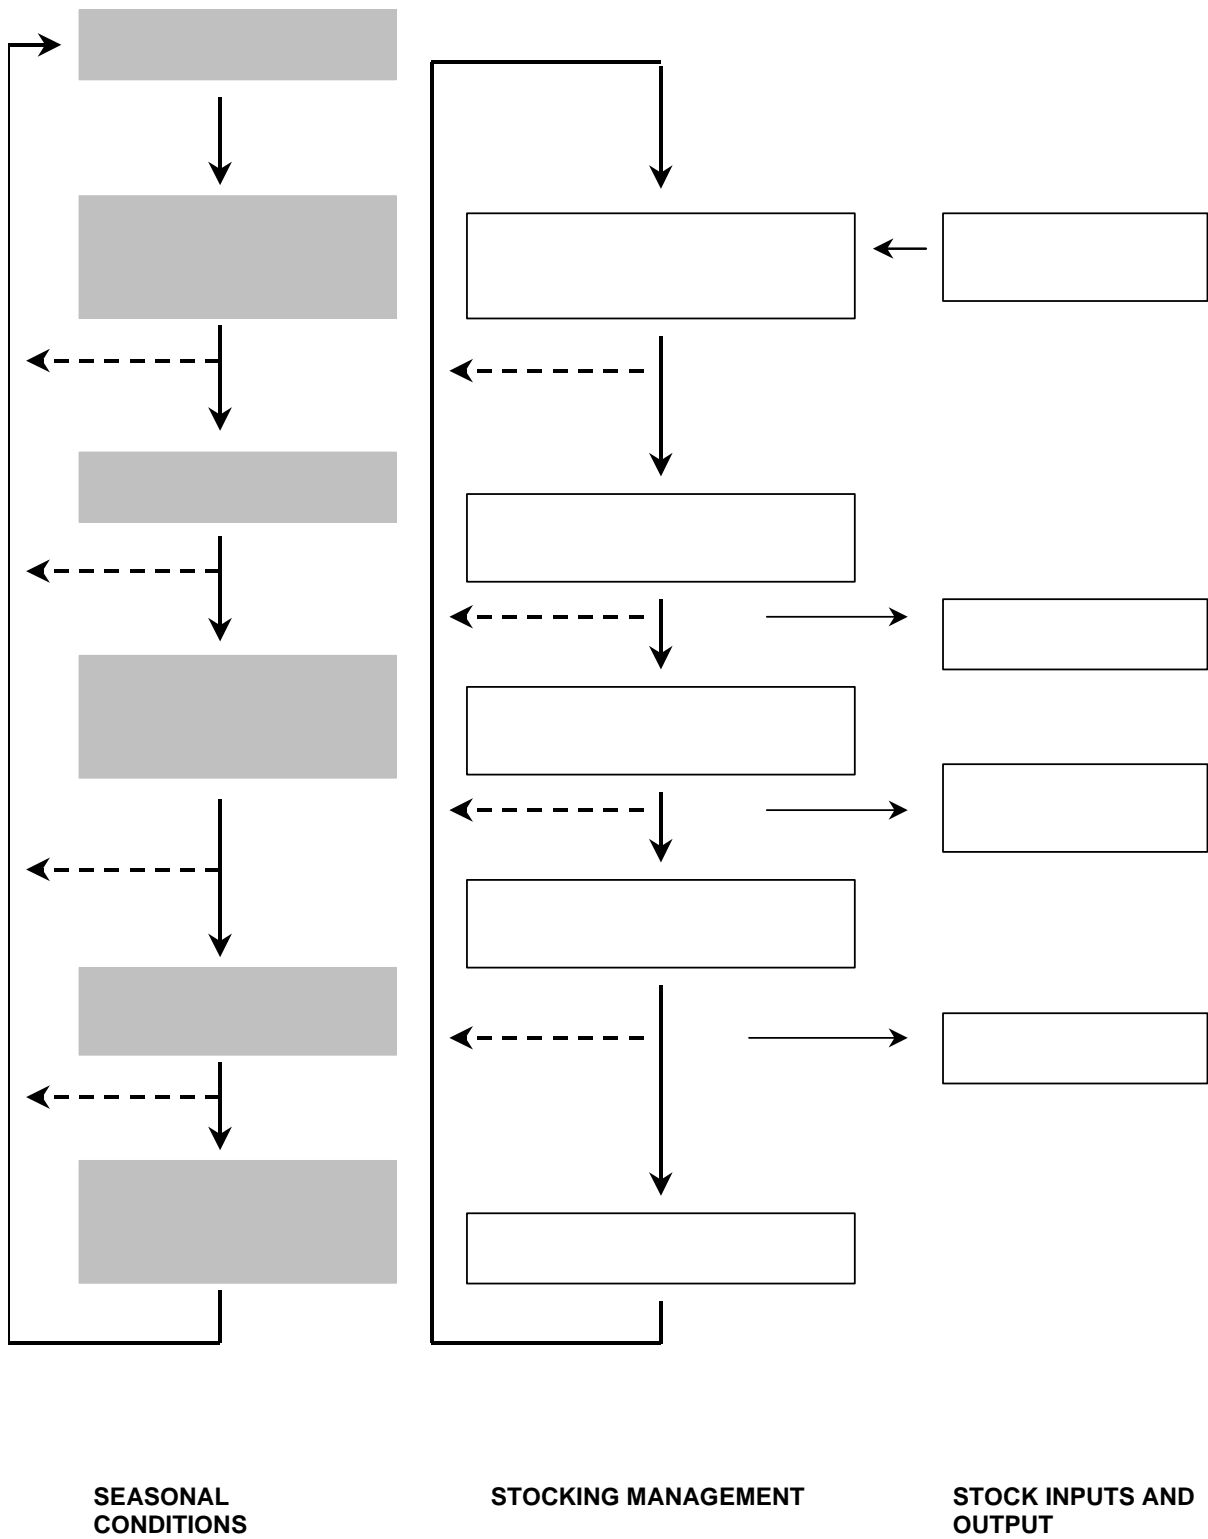 SEASONAL
CONDITIONS
STOCKING MANAGEMENT
STOCK INPUTS AND
OUTPUT